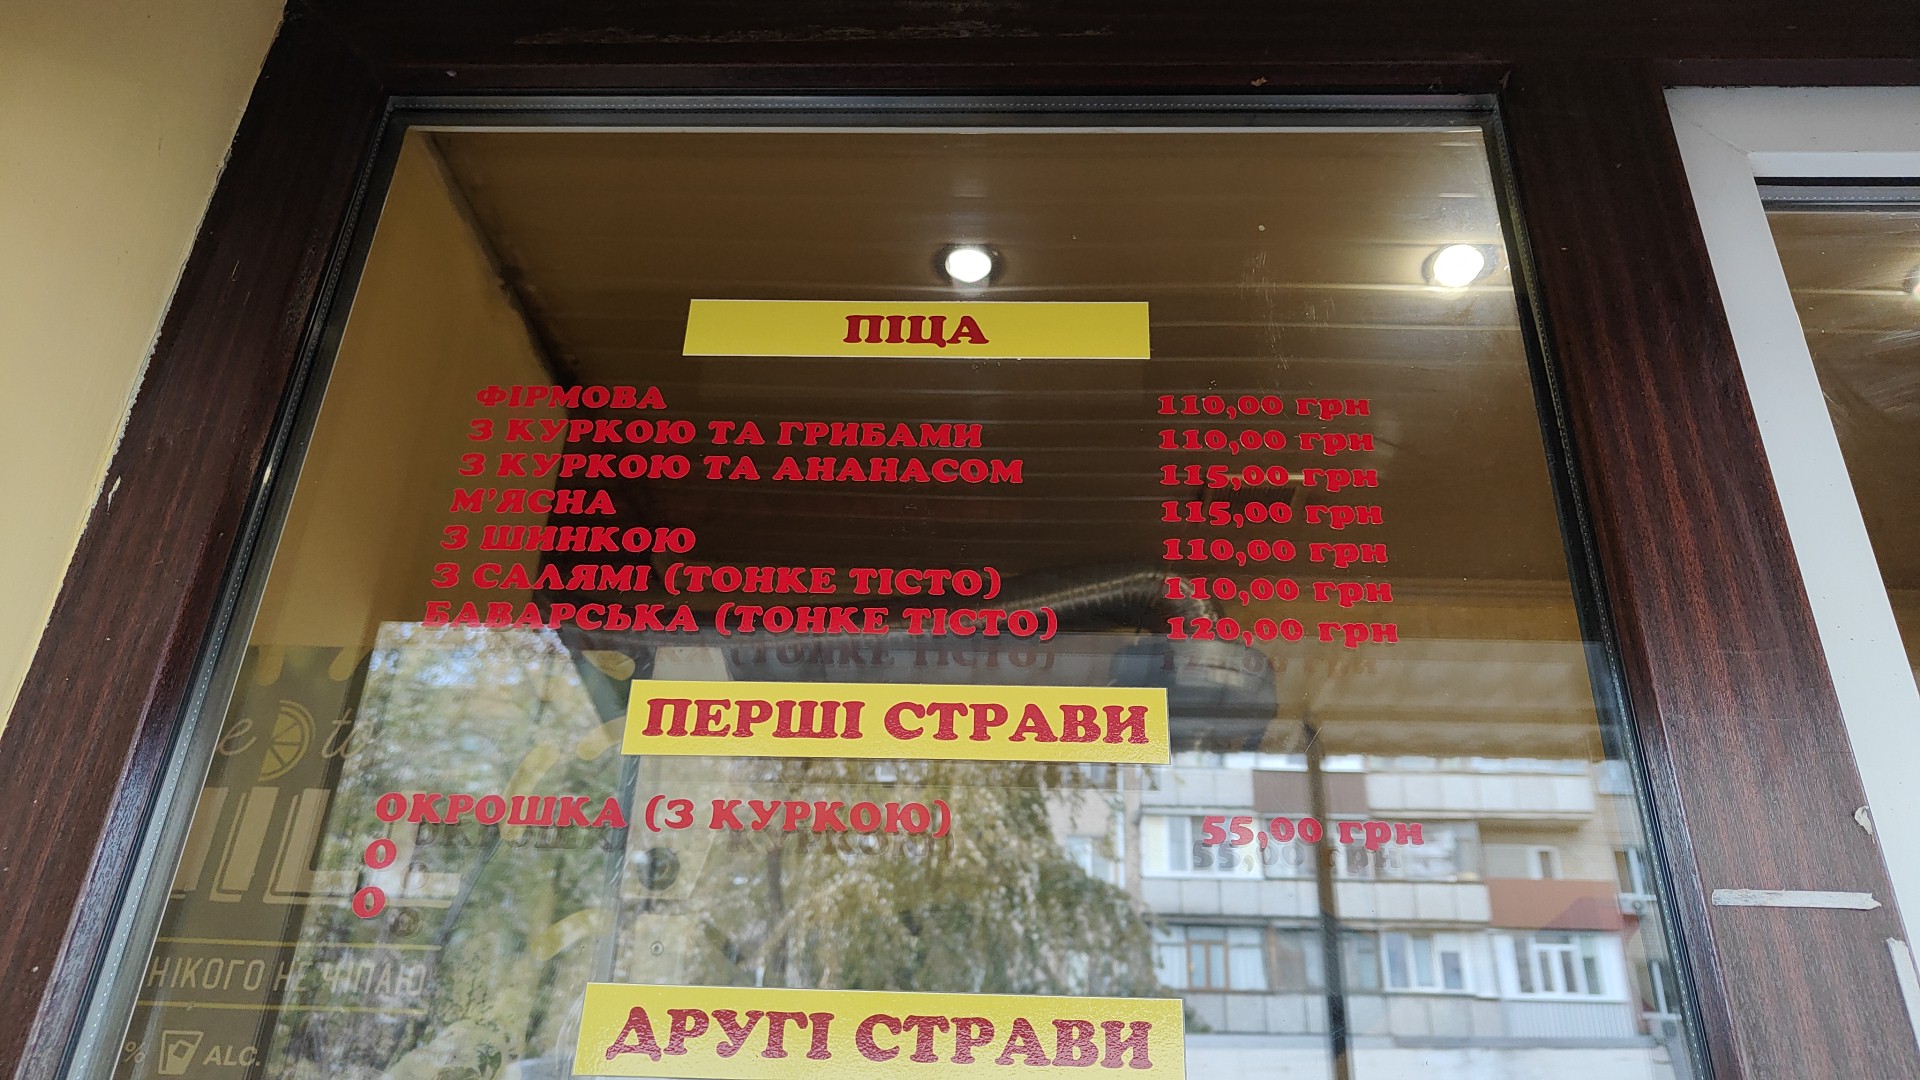 ПІЦА
ФІРМОВА 110,00 грн
З КУРКОЮ ТА ГРИБАМИ 110,00 грн
З КУРКОЮ ТА АНАНАСОМ 115,00 грн
М'ЯСНА 115,00 грн
З ШИНКОЮ 110,00 грн
З САЛЯМІ (ТОНКЕ ТІСТО) 110,00 грн
БАВАРСЬКА (ТОНКЕ ТІСТО) 120,00 грн
ПЕРШІ СТРАВИ
ОКРОШКА (З КУРКОЮ) 55,00 грн
О
О
НІКОГО НЕ ЧІПАЮ
% ALC.
ДРУГІ СТРАВИ